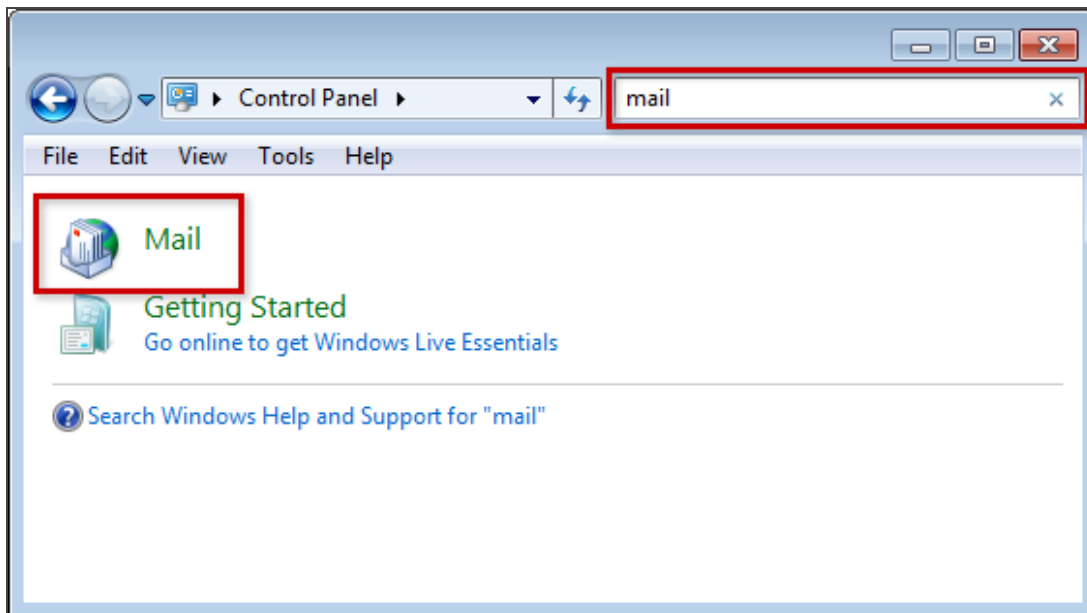 Control Panel
mail
File Edit View Tools Help
Mail
Getting Started
Go online to get Windows Live Essentials
Search Windows Help and Support for "mail"